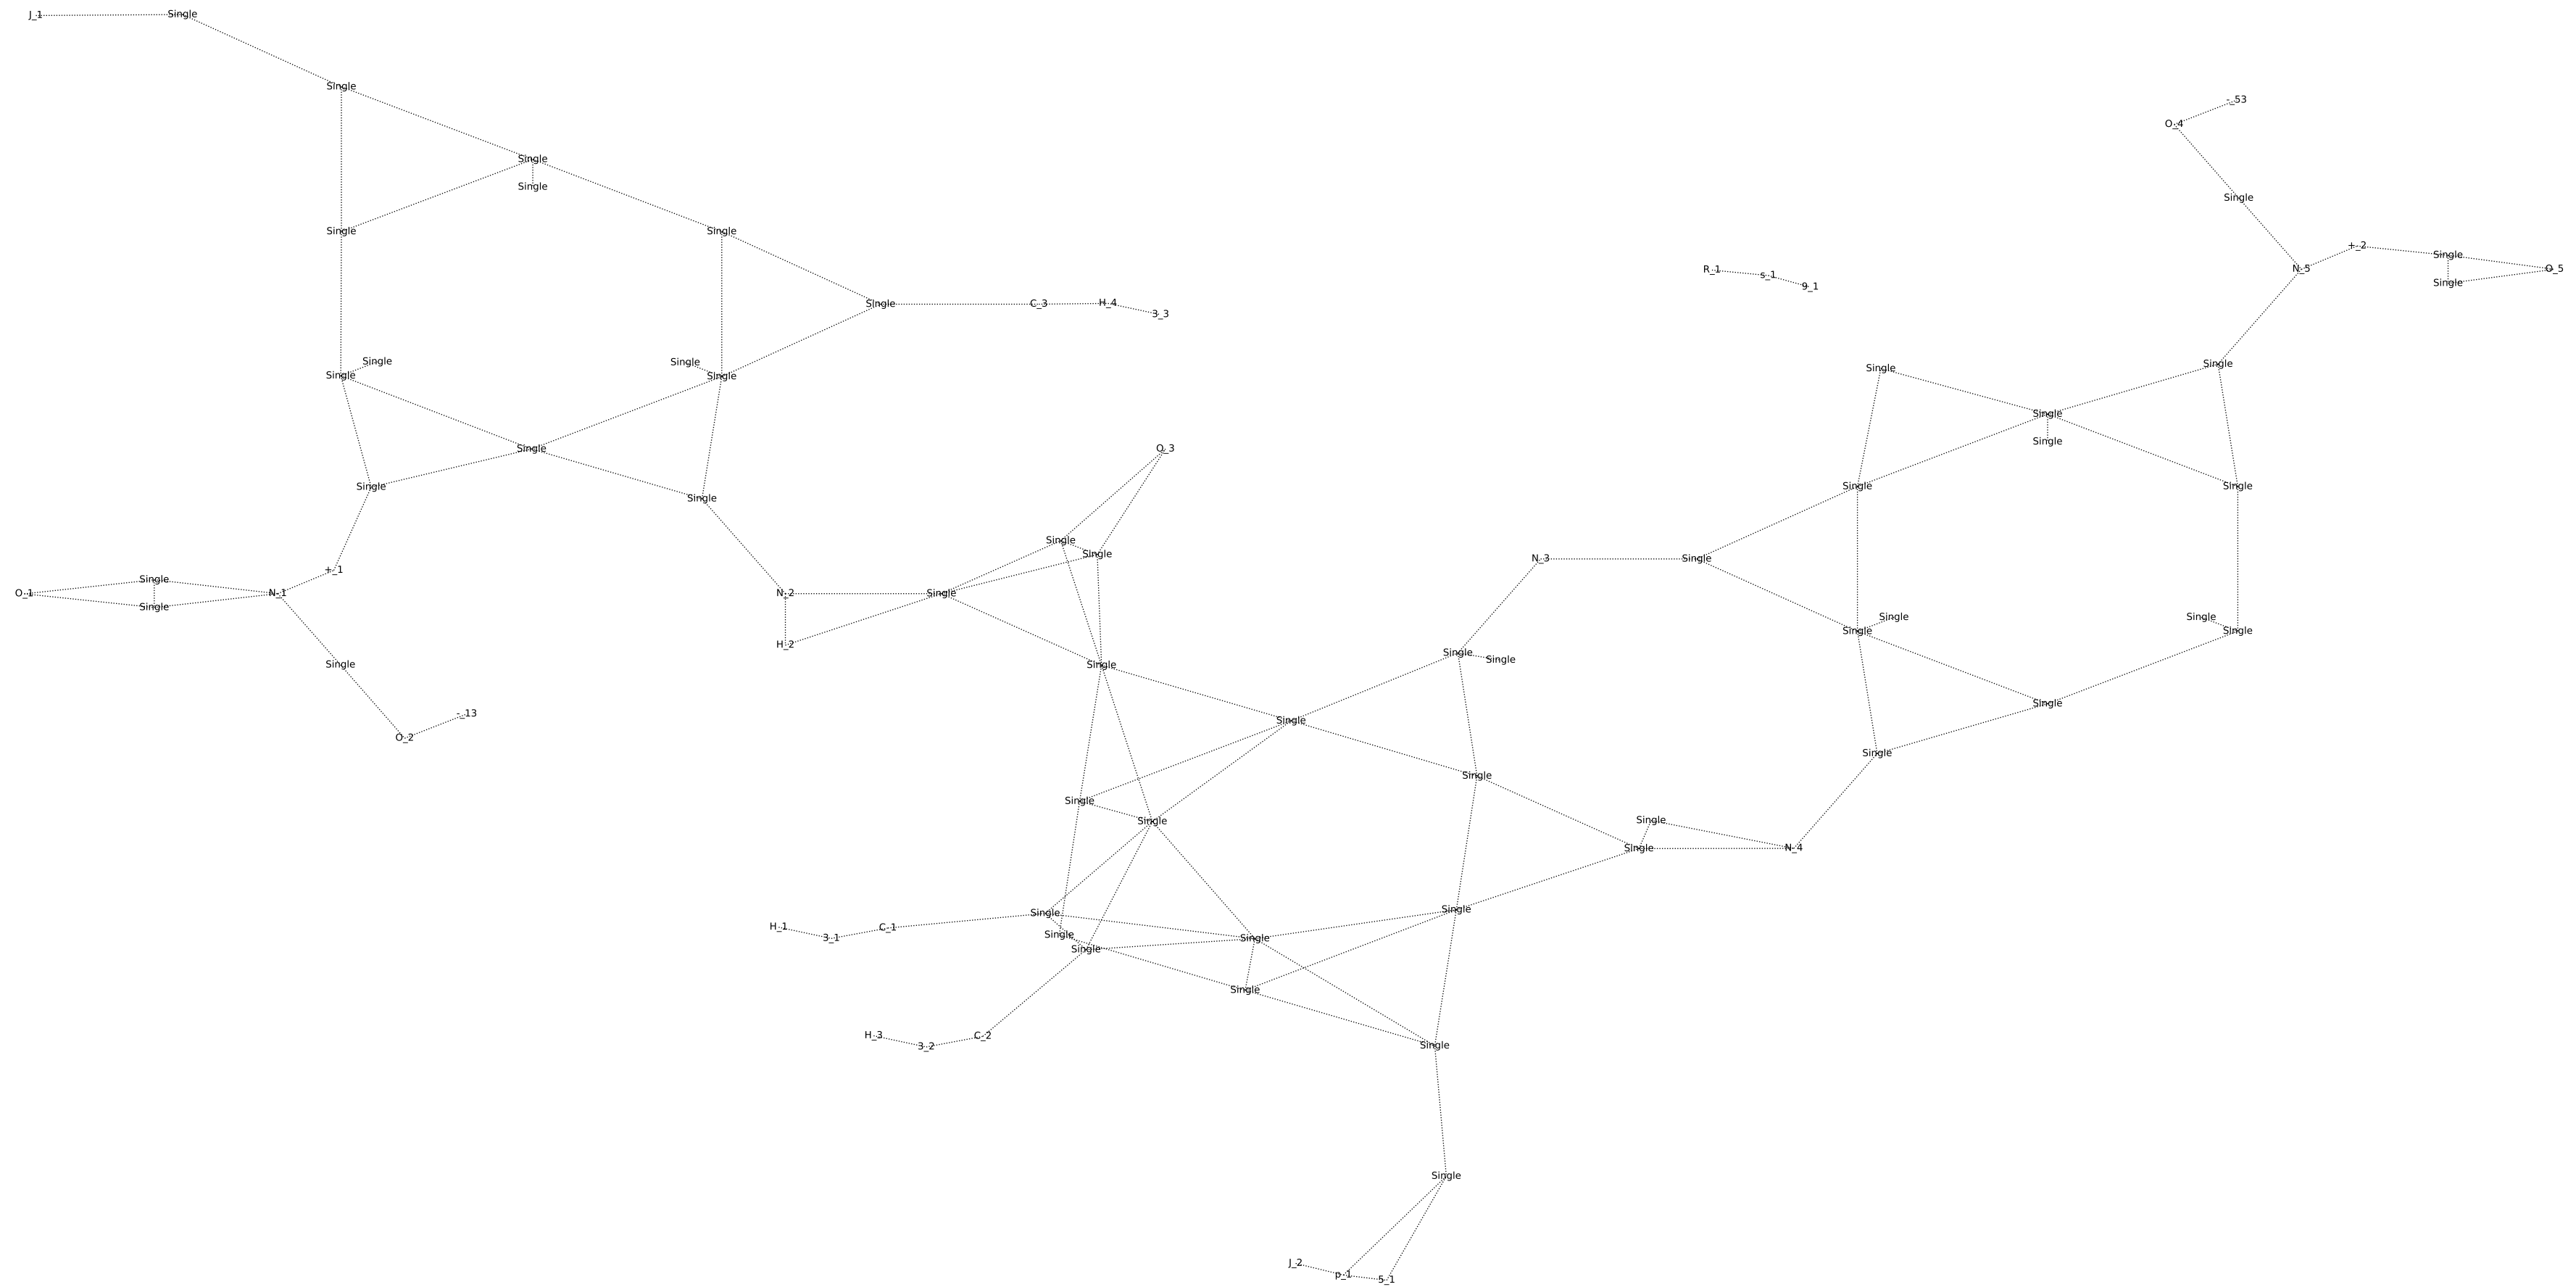 J_1 Single
Single
-_53
O_4
Single
Single
Single
Single Single
+_2 Single
R_1 s_1 N_5 O_5
9_1 Single
Single C_3 H_4
3_3
Single Single Single Single
Single Single
Single
Single
O_3
Single
Single Single Single
Single
Single
Single
N_3 Single
+_1
Single
O_1 N_1 N_2 Single
Single
Single Single
H_2 Single Single
Single Single
Single Single
Single
-_13
Single
O_2
Single
Single
Single
Single Single
Single N_4
Single Single
H_1 C_1
3_1 Single Single
Single
Single
H_3 C_2
3_2 Single
Single
J_2
p_1 5_1